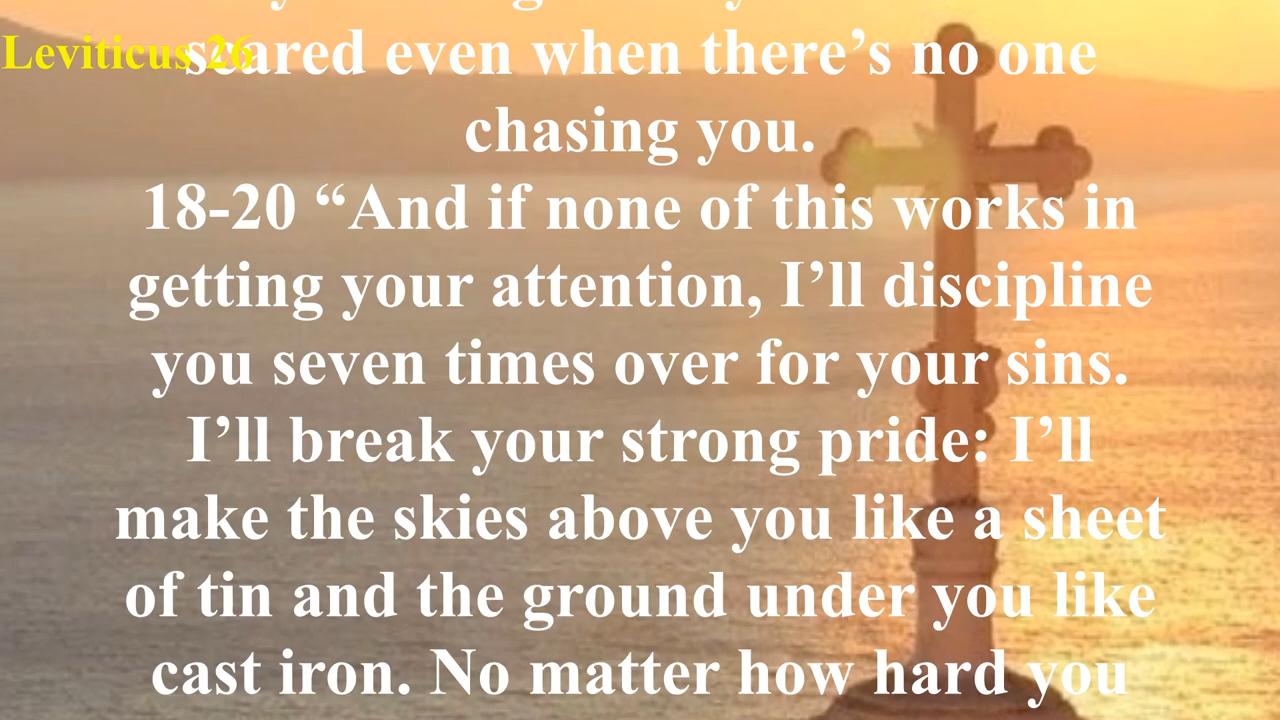 Leviticus 26
scared even when there's no one
chasing you.
18-20 “And if none of this works in
getting your attention, I’ll discipline
you seven times over for your sins.
I’ll break your strong pride: I’ll
make the skies above you like a sheet
of tin and the ground under you like
cast iron. No matter how hard you